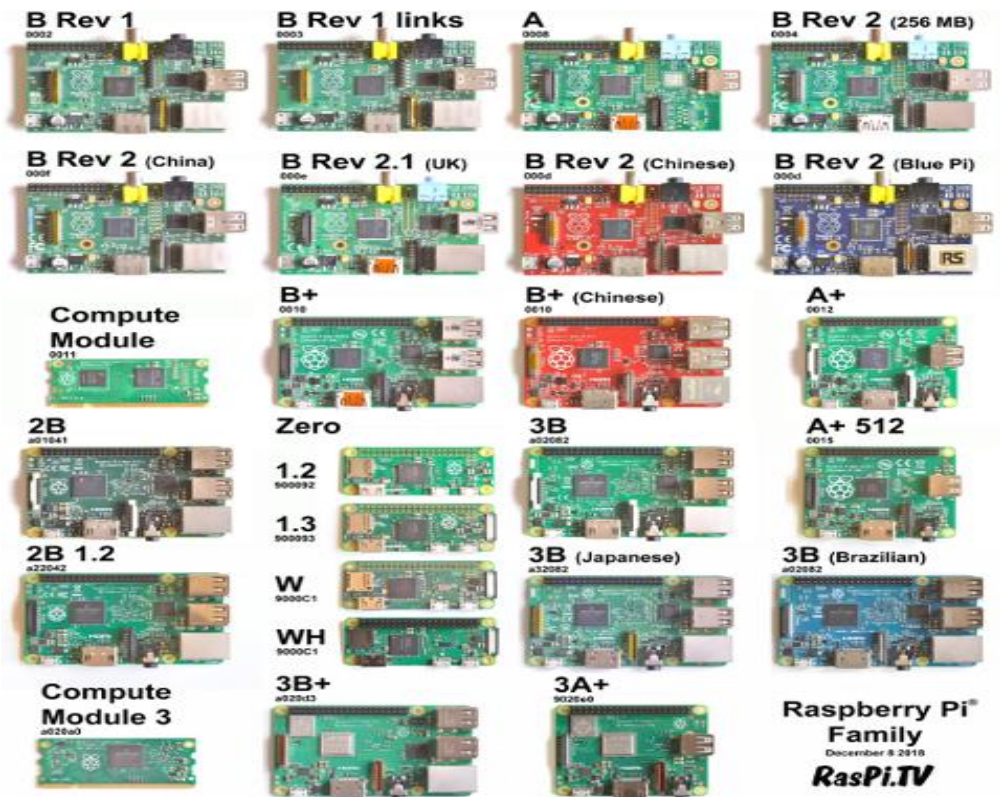 B Rev 1
0002
B Rev 1 links
0003
A
0008
B Rev 2 (256 MB)
0004
B Rev 2 (China)
000f
B Rev 2.1 (UK)
000e
B Rev 2 (Chinese)
000d
B Rev 2 (Blue Pi)
000d
RS
Compute
Module
0011
B+
0010
B+ (Chinese)
0010
A+
0012
2B
a01041
Zero
1.2
900092
1.3
900093
W
9000C1
WH
9000C1
3B
a02082
A+ 512
0015
2B 1.2
a22042
3B (Japanese)
a32082
3B (Brazilian)
a02082
Compute
Module 3
a020a0
3B+
a020d3
3A+
9020e0
Raspberry Pi®
Family
December 8 2018
RasPi.TV